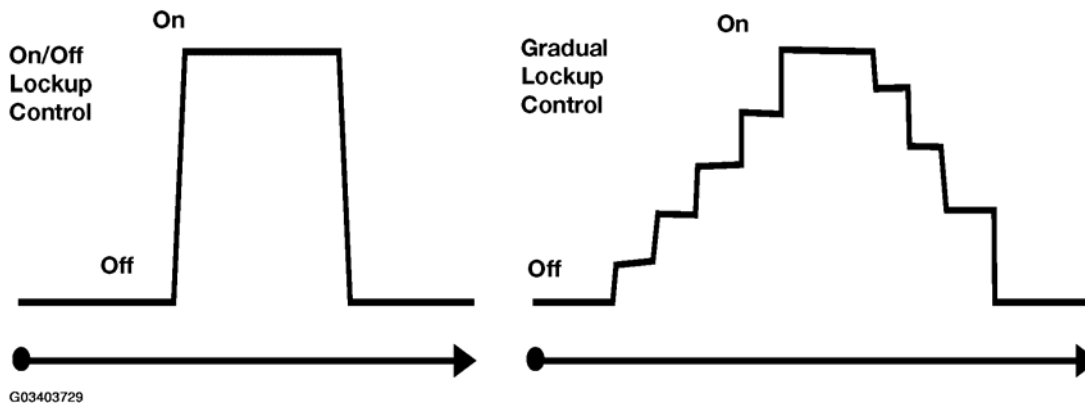 On
On/Off
Lockup
Control
Off
On
Gradual
Lockup
Control
Off
G03403729